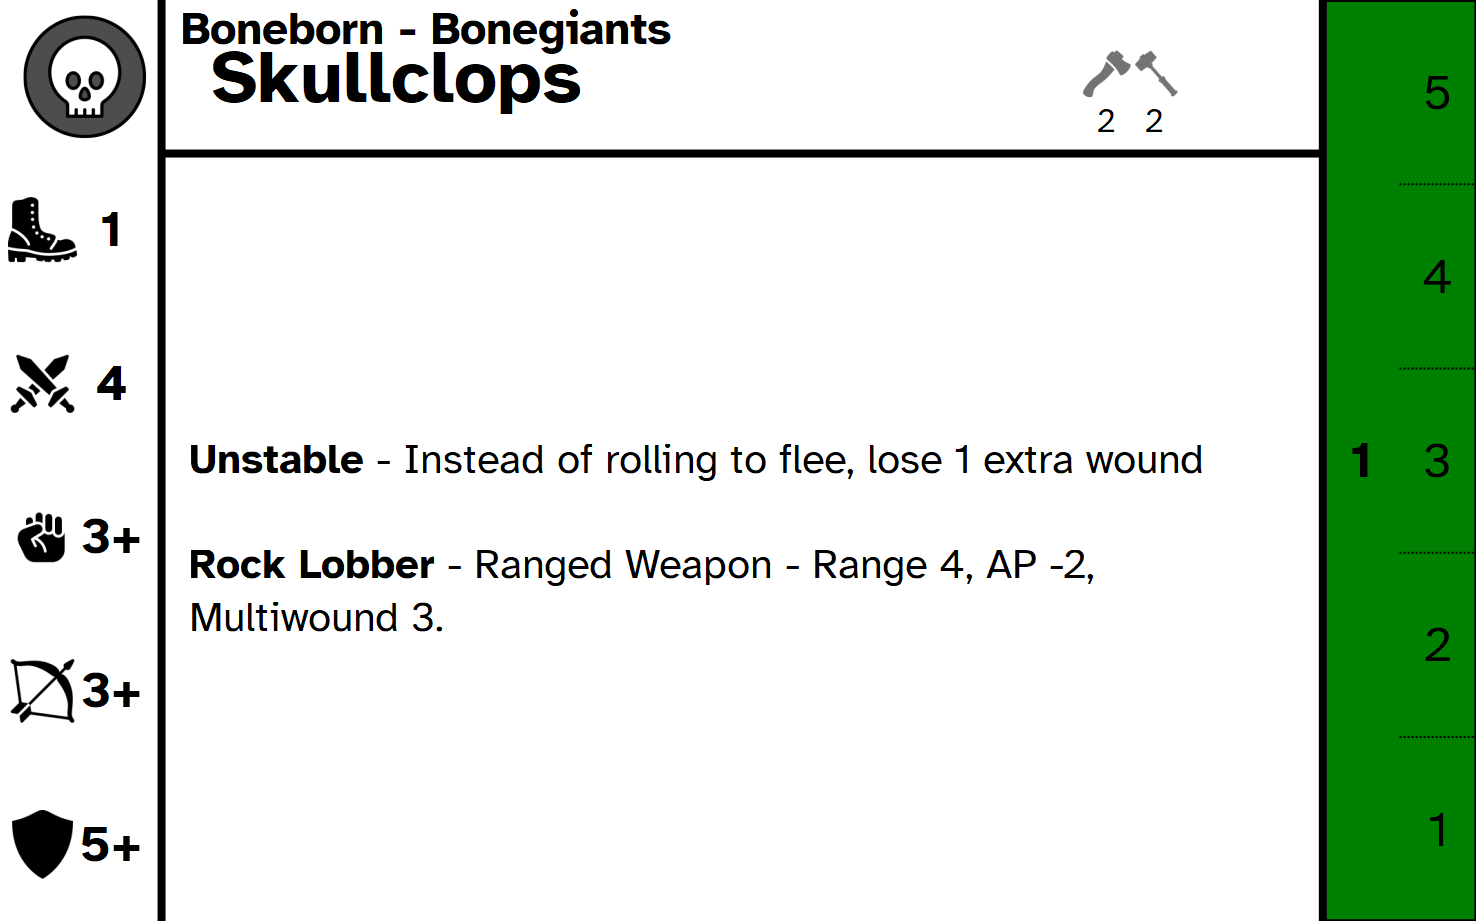 Boneborn - Bonegiants
Skullclops
2 2
1
4
3+
3+
5+
Unstable - Instead of rolling to flee, lose 1 extra wound
Rock Lobber - Ranged Weapon - Range 4, AP -2,
Multiwound 3.
5
4
1 3
2
1